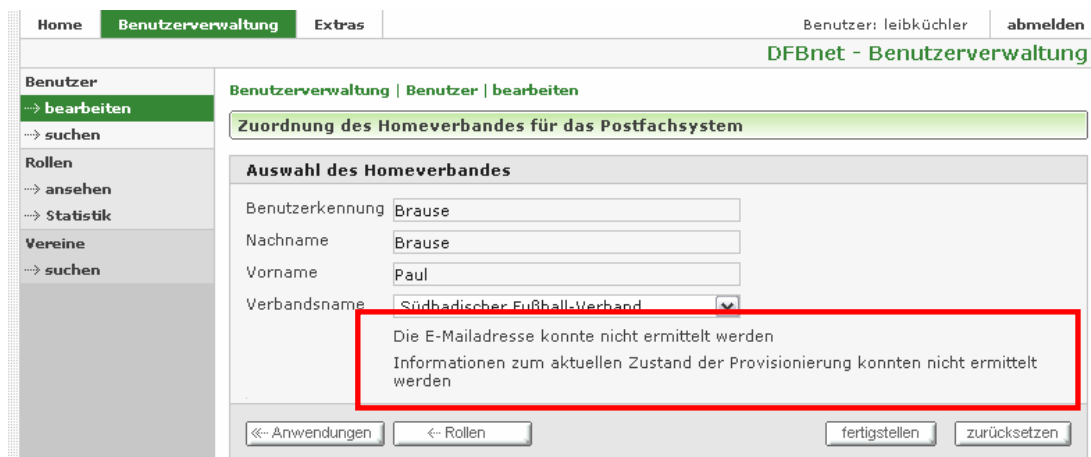 Home Benutzerverwaltung Extras Benutzer: leibküchler abmelden
DFBnet - Benutzerverwaltung
Benutzer
bearbeiten
suchen
Rollen
ansehen
Statistik
Vereine
suchen
Benutzerverwaltung | Benutzer | bearbeiten
Zuordnung des Homeverbandes für das Postfachsystem
Auswahl des Homeverbandes
Benutzerkennung Brause
Nachname Brause
Vorname Paul
Verbandsname Südbadischer Fußball-Verband
Die E-Mailadresse konnte nicht ermittelt werden
Informationen zum aktuellen Zustand der Provisionierung konnten nicht ermittelt
werden
Anwendungen Rollen fertigstellen zurücksetzen